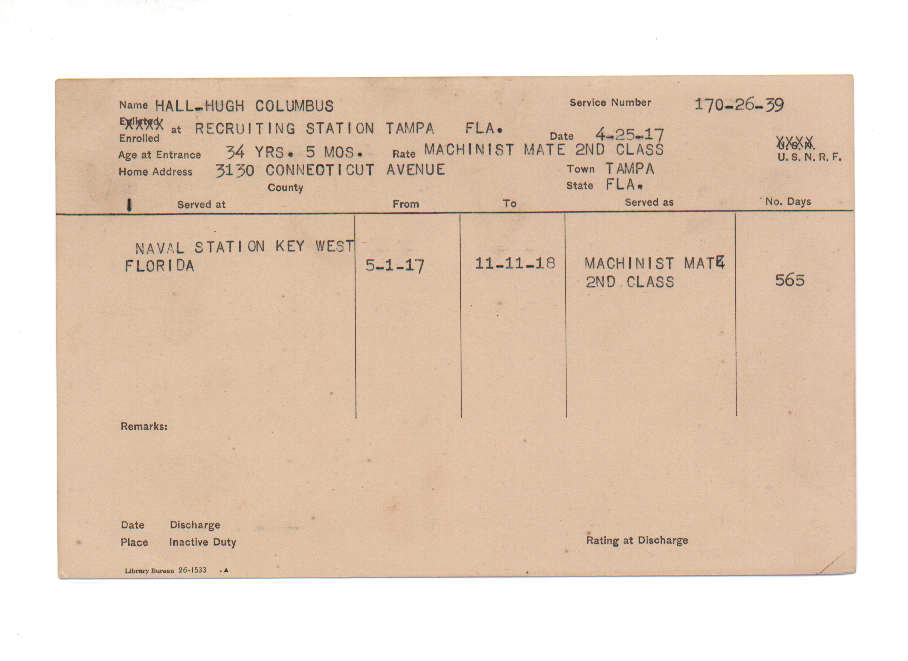 Name HALL-HUGH COLUMBUS Service Number 170-26-39
Enlisted XXXX
Enrolled at RECRUITING STATION TAMPA FLA. Date 4-25-17 U.S.N. XXXX
Age at Entrance 34 YRS. 5 MOS. Rate MACHINIST MATE 2ND CLASS U. S. N. R. F.
Home Address 3130 CONNECTICUT AVENUE Town TAMPA
County State FLA.
Served at From To Served as No. Days
NAVAL STATION KEY WEST
FLORIDA 5-1-17 11-11-18 MACHINIST MATE
2ND CLASS 565
Remarks:
Date Discharge
Place Inactive Duty Rating at Discharge
Library Bureau 26-1533 .A